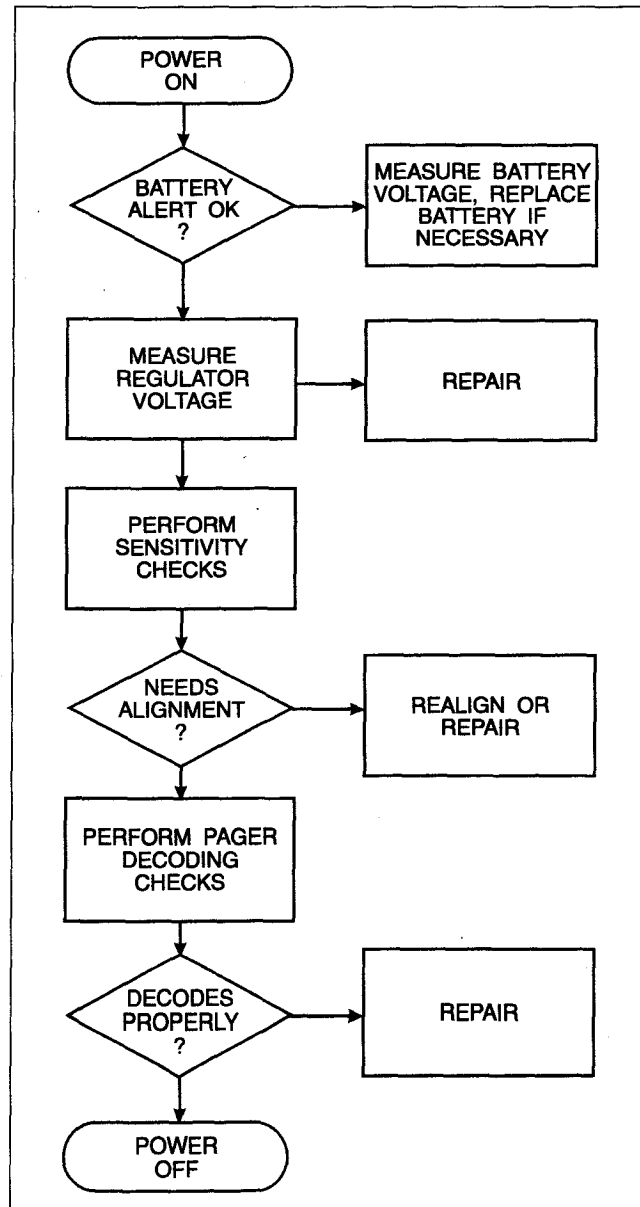 POWER
ON
BATTERY
ALERT OK
?
MEASURE BATTERY
VOLTAGE, REPLACE
BATTERY IF
NECESSARY
MEASURE
REGULATOR
VOLTAGE
REPAIR
PERFORM
SENSITIVITY
CHECKS
NEEDS
ALIGNMENT
?
REALIGN OR
REPAIR
PERFORM PAGER
DECODING
CHECKS
DECODES
PROPERLY
?
REPAIR
POWER
OFF